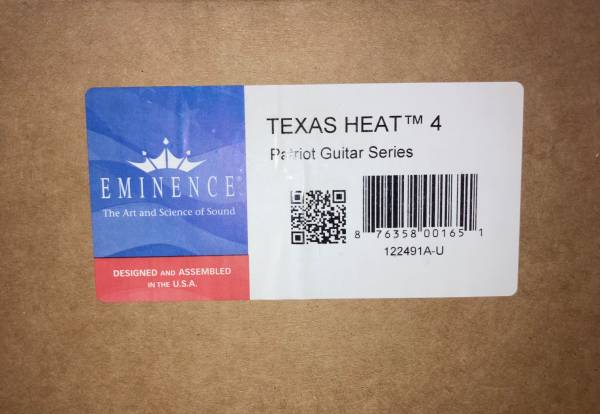 EMINENCE®
The Art and Science of Sound
DESIGNED AND ASSEMBLED
IN THE U.S.A.
TEXAS HEAT™ 4
Patriot Guitar Series
8 76358 00165 1
122491A-U